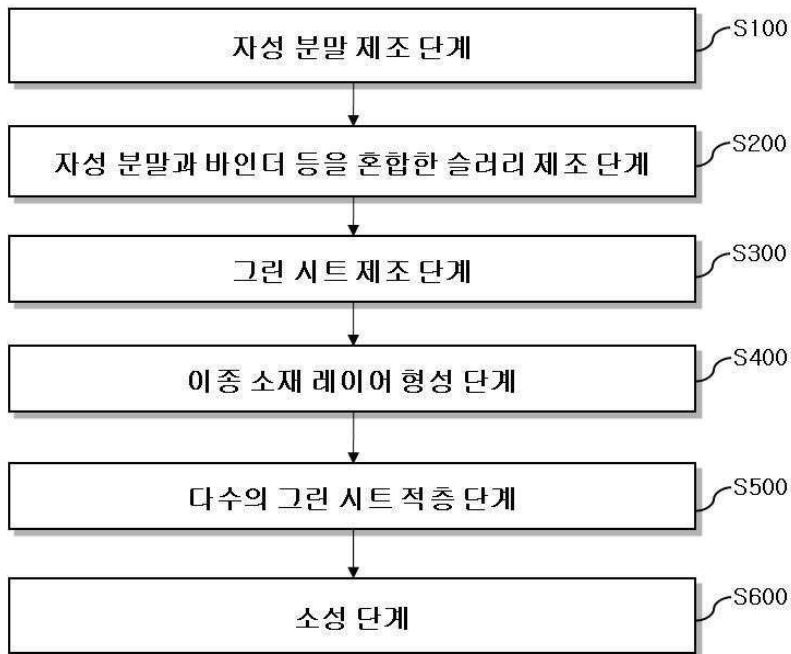 자성 분말 제조 단계
S100
자성 분말과 바인더 등을 혼합한 슬러리 제조 단계
S200
그린 시트 제조 단계
S300
이종 소재 레이어 형성 단계
S400
다수의 그린 시트 적층 단계
S500
소성 단계
S600